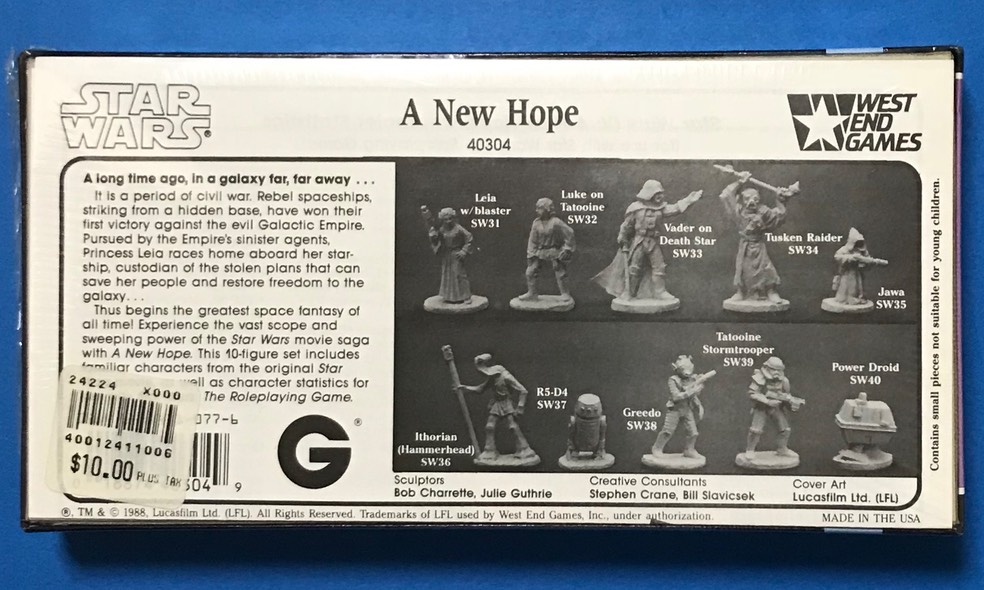 STAR
WARS®
A New Hope
40304
WEST
END
GAMES
A long time ago, in a galaxy far, far away . . .
It is a period of civil war. Rebel spaceships,
striking from a hidden base, have won their
first victory against the evil Galactic Empire.
Pursued by the Empire's sinister agents,
Princess Leia races home aboard her star-
ship, custodian of the stolen plans that can
save her people and restore freedom to the
galaxy. . .
Thus begins the greatest space fantasy of
all time! Experience the vast scope and
sweeping power of the Star Wars movie saga
with A New Hope. This 10-figure set includes
familiar characters from the original Star
well as character statistics for
The Roleplaying Game.
24224 X000
40012411006
$10.00 PLUS TAX
077-6
304 9
G®
Leia
w/blaster
SW31
Luke on
Tatooine
SW32
Vader on
Death Star
SW33
Tusken Raider
SW34
Jawa
SW35
Ithorian
(Hammerhead)
SW36
R5-D4
SW37
Greedo
SW38
Tatooine
Stormtrooper
SW39
Power Droid
SW40
Sculptors
Bob Charrette, Julie Guthrie
Creative Consultants
Stephen Crane, Bill Slavicsek
Cover Art
Lucasfilm Ltd. (LFL)
Contains small pieces not suitable for young children.
®, TM & © 1988, Lucasfilm Ltd. (LFL). All Rights Reserved. Trademarks of LFL used by West End Games, Inc., under authorization.
MADE IN THE USA